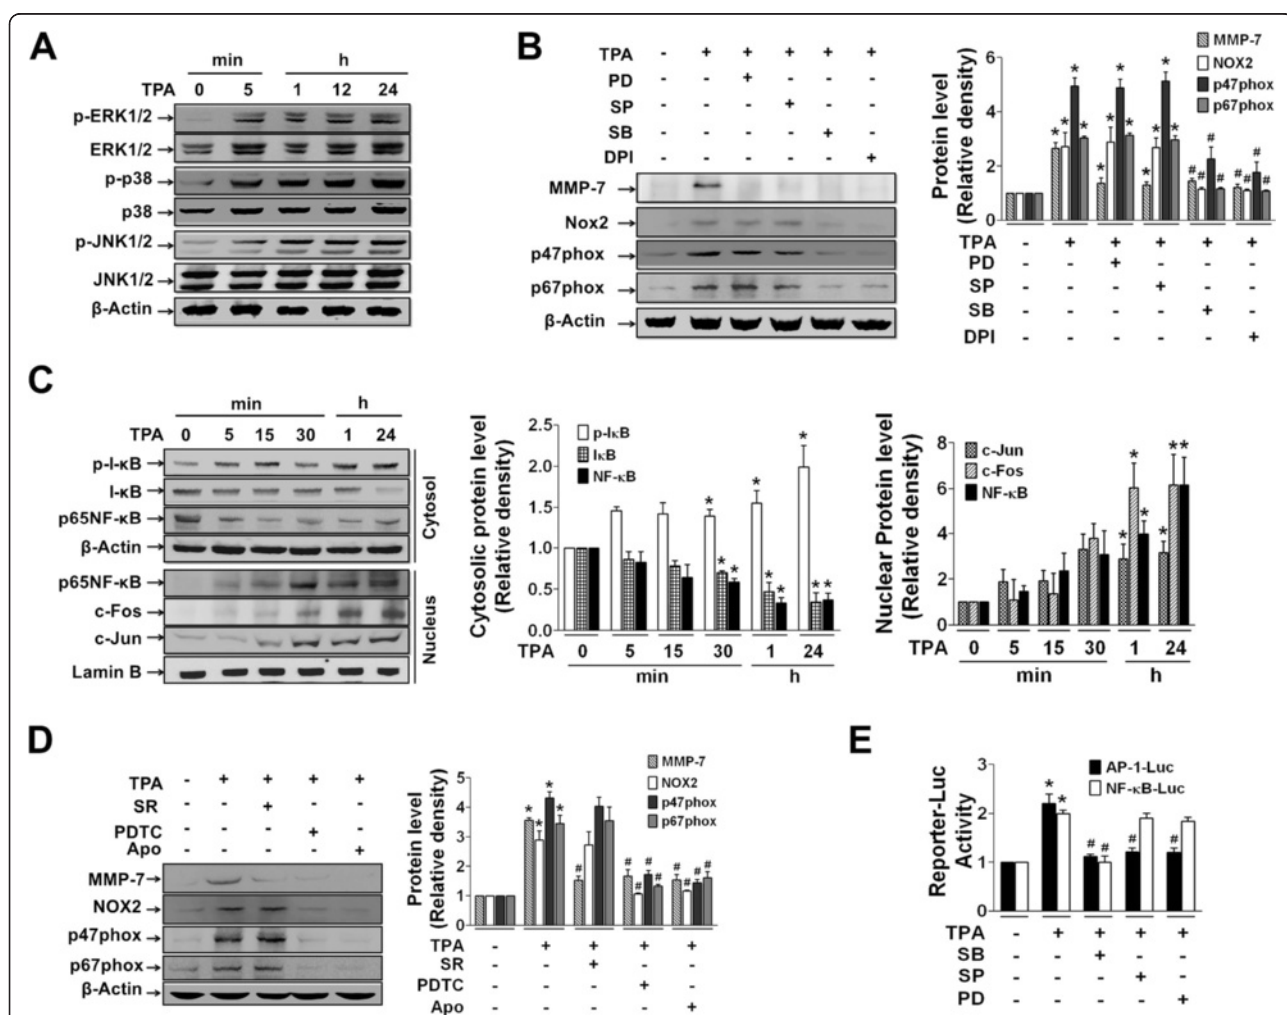 A
min h
TPA 0 5 1 12 24
p-ERK1/2
ERK1/2
p-p38
p38
p-JNK1/2
JNK1/2
β-Actin
B
TPA - + + + + +
PD - - + - - -
SP - - - + - -
SB - - - - + -
DPI - - - - - +
MMP-7
Nox2
p47phox
p67phox
β-Actin
Protein level
(Relative density)
6
4
2
0
MMP-7
NOX2
p47phox
p67phox
* * * * * * * * * * * * # # # # # # # #
TPA - + + + + +
PD - - + - - -
SP - - - + - -
SB - - - - + -
DPI - - - - - +
C
min h
TPA 0 5 15 30 1 24
p-I-κB
I-κB
p65NF-κB
β-Actin
Cytosol
p65NF-κB
c-Fos
c-Jun
Lamin B
Nucleus
Cytosolic protein level
(Relative density)
2.5
2.0
1.5
1.0
0.5
0.0
p-IκB
IκB
NF-κB
* * * * * * * * *
TPA 0 5 15 30 1 24
min h
Nuclear Protein level
(Relative density)
8
6
4
2
0
c-Jun
c-Fos
NF-κB
* * * * * *
TPA 0 5 15 30 1 24
min h
D
TPA - + + + +
SR - - + - -
PDTC - - - + -
Apo - - - - +
MMP-7
NOX2
p47phox
p67phox
β-Actin
Protein level
(Relative density)
5
4
3
2
1
0
MMP-7
NOX2
p47phox
p67phox
* * * * # # # # # # # # #
TPA - + + + +
SR - - + - -
PDTC - - - + -
Apo - - - - +
E
Reporter-Luc
Activity
3
2
1
0
AP-1-Luc
NF-κB-Luc
* * # # # #
TPA - + + + +
SB - - + - -
SP - - - + -
PD - - - - +